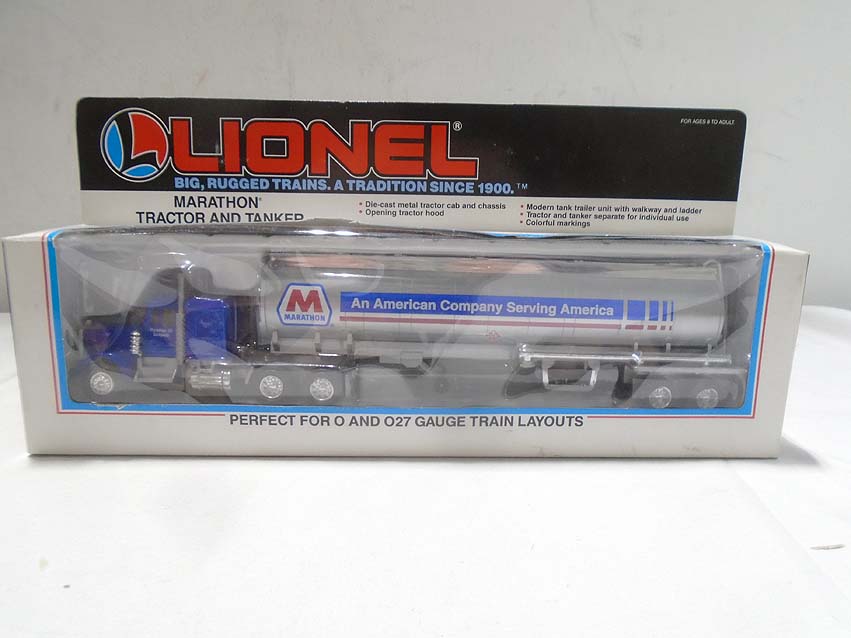 LIONEL®
FOR AGES 8 TO ADULT
BIG, RUGGED TRAINS. A TRADITION SINCE 1900.™
MARATHON®
TRACTOR AND TANKER
• Die-cast metal tractor cab and chassis
• Opening tractor hood
• Modern tank trailer unit with walkway and ladder
• Tractor and tanker separate for individual use
• Colorful markings
M
MARATHON
An American Company Serving America
PERFECT FOR O AND O27 GAUGE TRAIN LAYOUTS